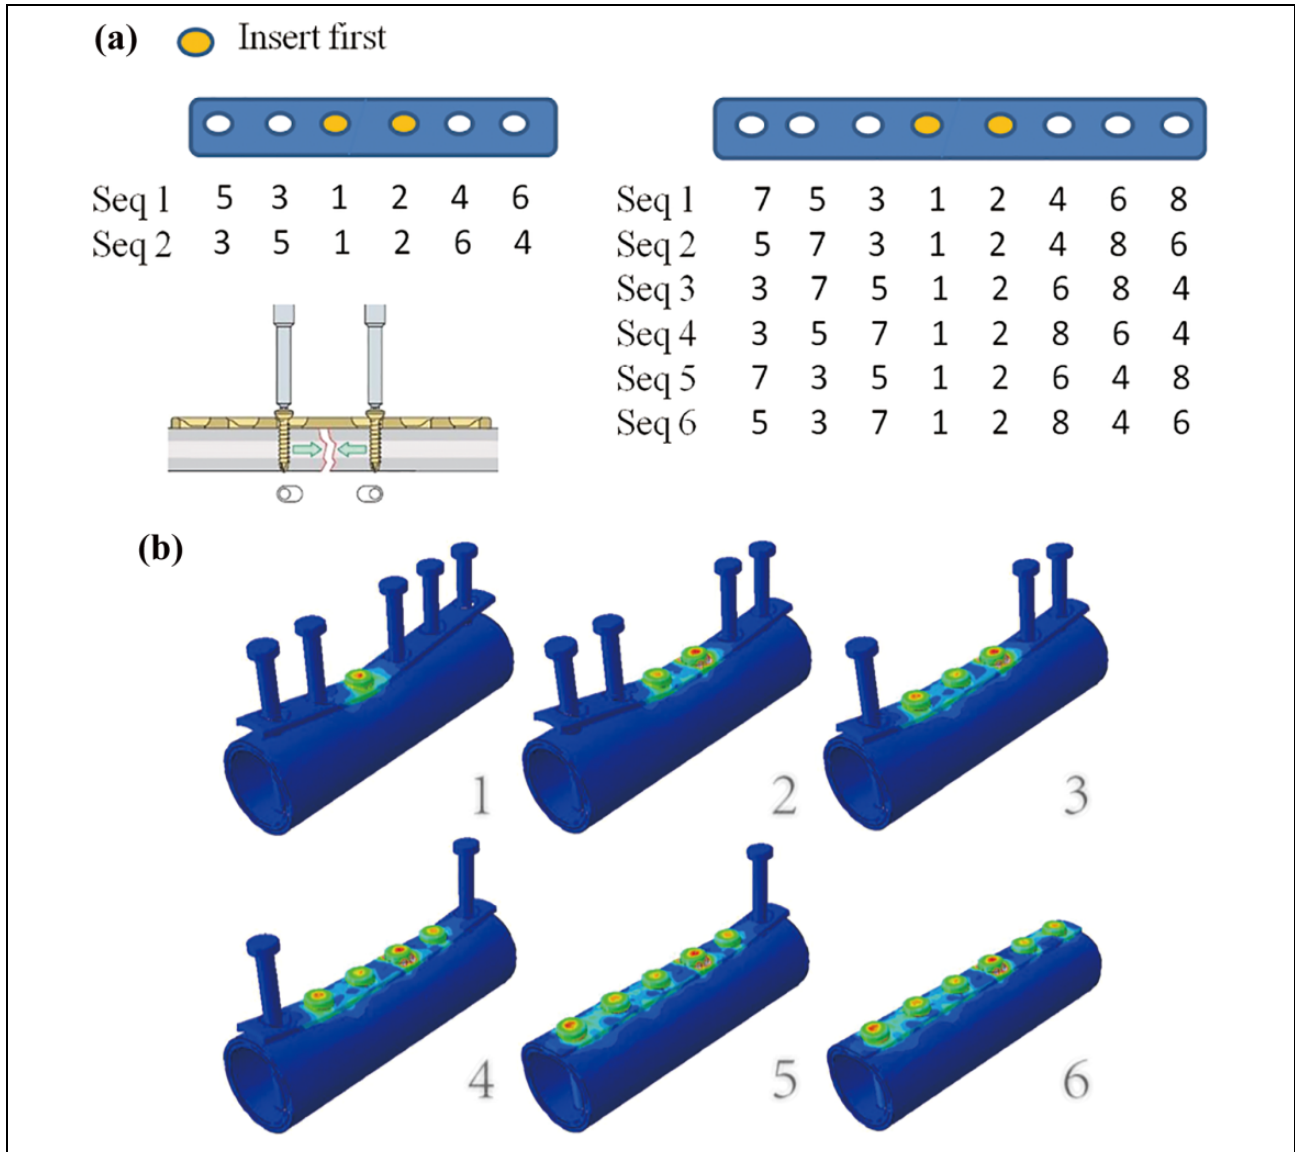 (a) Insert first
Seq 1 5 3 1 2 4 6
Seq 2 3 5 1 2 6 4
Seq 1 7 5 3 1 2 4 6 8
Seq 2 5 7 3 1 2 4 8 6
Seq 3 3 7 5 1 2 6 8 4
Seq 4 3 5 7 1 2 8 6 4
Seq 5 7 3 5 1 2 6 4 8
Seq 6 5 3 7 1 2 8 4 6
(b)
1 2 3
4 5 6